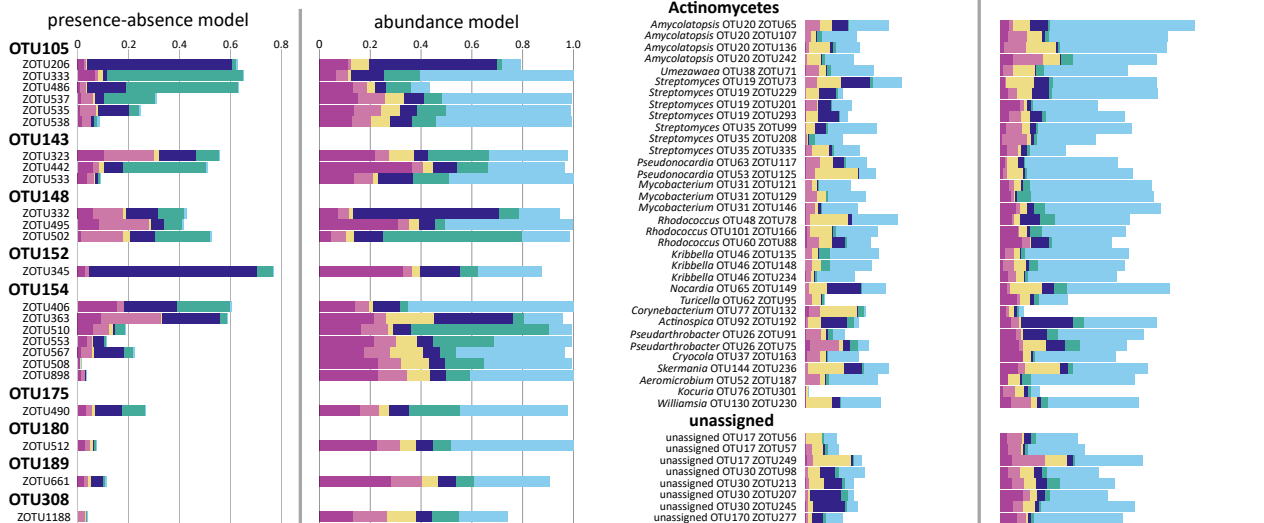 presence-absence model
abundance model
0 0.2 0.4 0.6 0.8
0 0.2 0.4 0.6 0.8 1.0
OTU105
ZOTU206
ZOTU333
ZOTU486
ZOTU537
ZOTU535
ZOTU538
OTU143
ZOTU323
ZOTU442
ZOTU533
OTU148
ZOTU332
ZOTU495
ZOTU502
OTU152
ZOTU345
OTU154
ZOTU406
ZOTU363
ZOTU510
ZOTU553
ZOTU567
ZOTU508
ZOTU898
OTU175
ZOTU490
OTU180
ZOTU512
OTU189
ZOTU661
OTU308
ZOTU1188
Actinomycetes
Amycolatopsis OTU20 ZOTU65
Amycolatopsis OTU20 ZOTU107
Amycolatopsis OTU20 ZOTU136
Amycolatopsis OTU20 ZOTU242
Umezawaea OTU38 ZOTU71
Streptomyces OTU19 ZOTU73
Streptomyces OTU19 ZOTU229
Streptomyces OTU19 ZOTU201
Streptomyces OTU19 ZOTU293
Streptomyces OTU35 ZOTU99
Streptomyces OTU35 ZOTU208
Streptomyces OTU35 ZOTU335
Pseudonocardia OTU63 ZOTU117
Pseudonocardia OTU53 ZOTU125
Mycobacterium OTU31 ZOTU121
Mycobacterium OTU31 ZOTU129
Mycobacterium OTU31 ZOTU146
Rhodococcus OTU48 ZOTU78
Rhodococcus OTU101 ZOTU166
Rhodococcus OTU60 ZOTU88
Kribbella OTU46 ZOTU135
Kribbella OTU46 ZOTU148
Kribbella OTU46 ZOTU234
Nocardia OTU65 ZOTU149
Turicella OTU62 ZOTU95
Corynebacterium OTU77 ZOTU132
Actinospica OTU92 ZOTU192
Pseudarthrobacter OTU26 ZOTU91
Pseudarthrobacter OTU26 ZOTU75
Cryocola OTU37 ZOTU163
Skermania OTU144 ZOTU236
Aeromicrobium OTU52 ZOTU187
Kocuria OTU76 ZOTU301
Williamsia OTU130 ZOTU230
unassigned
unassigned OTU17 ZOTU56
unassigned OTU17 ZOTU57
unassigned OTU17 ZOTU249
unassigned OTU30 ZOTU98
unassigned OTU30 ZOTU213
unassigned OTU30 ZOTU207
unassigned OTU30 ZOTU245
unassigned OTU170 ZOTU277